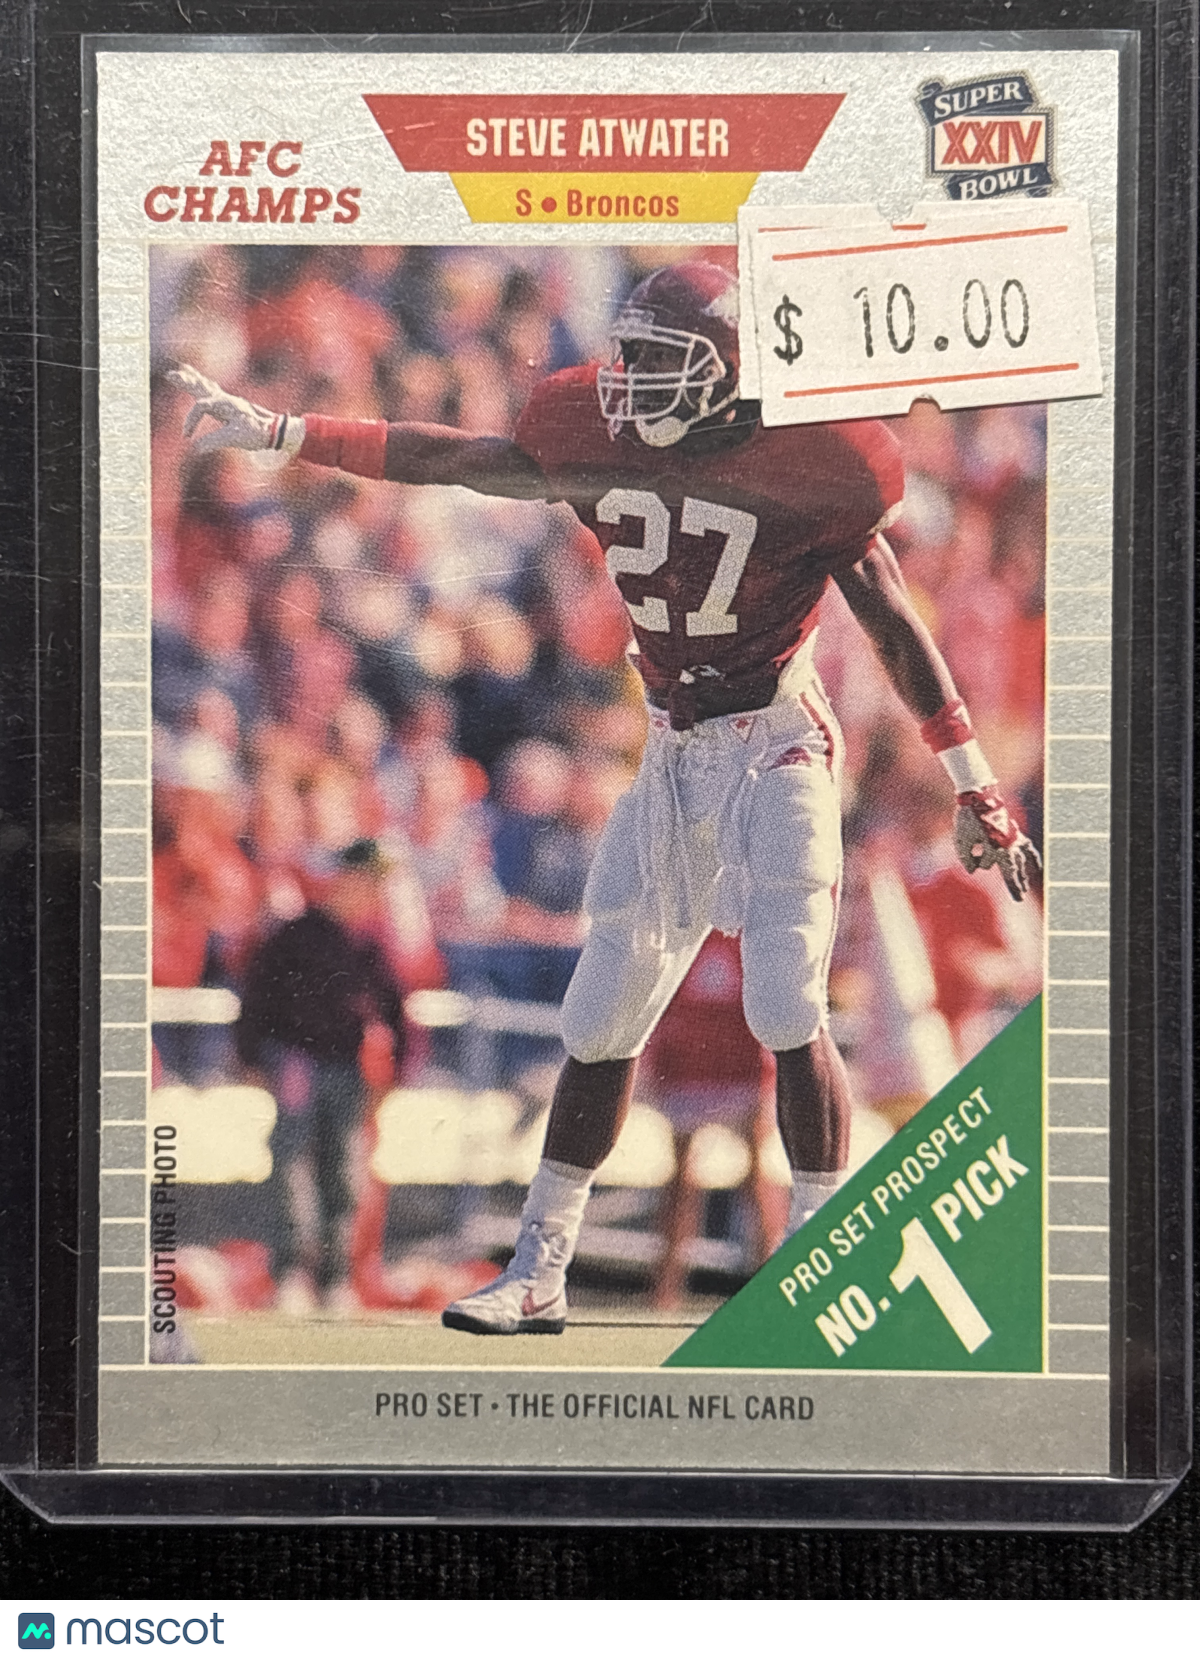 STEVE ATWATER
S • Broncos
AFC
CHAMPS
SUPER
XXIV
BOWL
$ 10.00
27
SCOUTING PHOTO
PRO SET PROSPECT
NO. 1 PICK
PRO SET • THE OFFICIAL NFL CARD
mascot